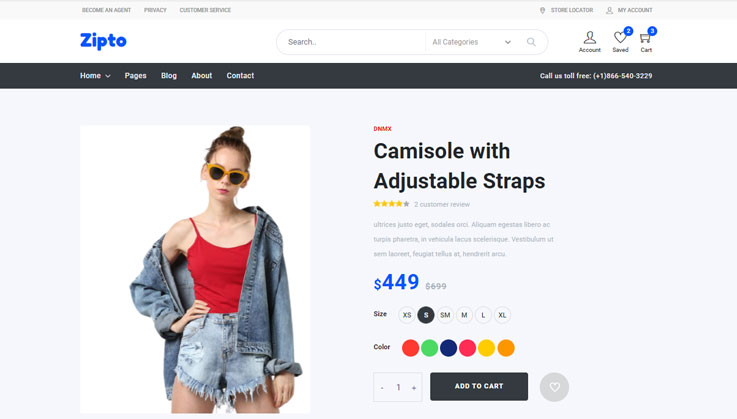 BECOME AN AGENT PRIVACY CUSTOMER SERVICE STORE LOCATOR MY ACCOUNT
Zipto Search.. All Categories 2 3
Account Saved Cart
Home Pages Blog About Contact Call us toll free: (+1)866-540-3229
DNMX
Camisole with
Adjustable Straps
2 customer review
ultrices justo eget, sodales orci. Aliquam egestas libero ac
turpis pharetra, in vehicula lacus scelerisque. Vestibulum ut
sem laoreet, feugiat tellus at, hendrerit arcu.
$449 $699
Size XS S SM M L XL
Color
- 1 + ADD TO CART